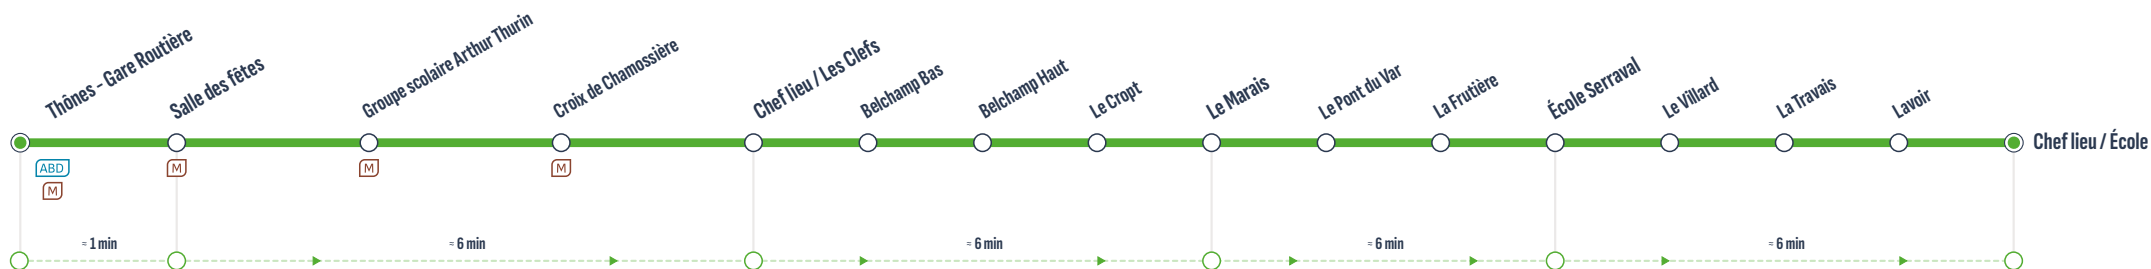 Thônes - Gare Routière
Salle des fêtes
Groupe scolaire Arthur Thurin
Croix de Chamossière
Chef lieu / Les Clefs
Belchamp Bas
Belchamp Haut
Le Cropt
Le Marais
Le Pont du Var
La Frutière
École Serraval
Le Villard
La Travais
Lavoir
Chef lieu / École
ABD
M
M
M
M
≈ 1 min
≈ 6 min
≈ 6 min
≈ 6 min
≈ 6 min